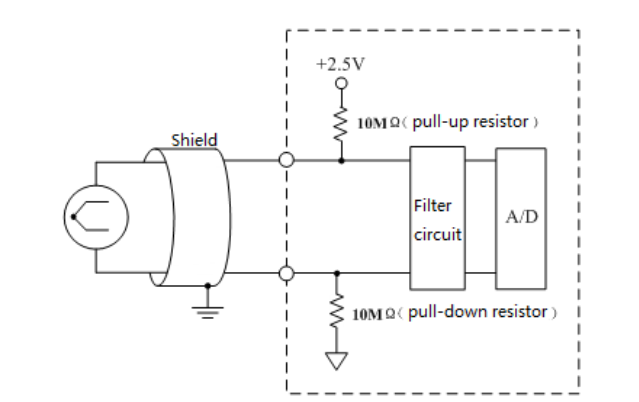 +2.5V
10MΩ( pull-up resistor )
Shield
Filter
circuit
A/D
10MΩ( pull-down resistor )